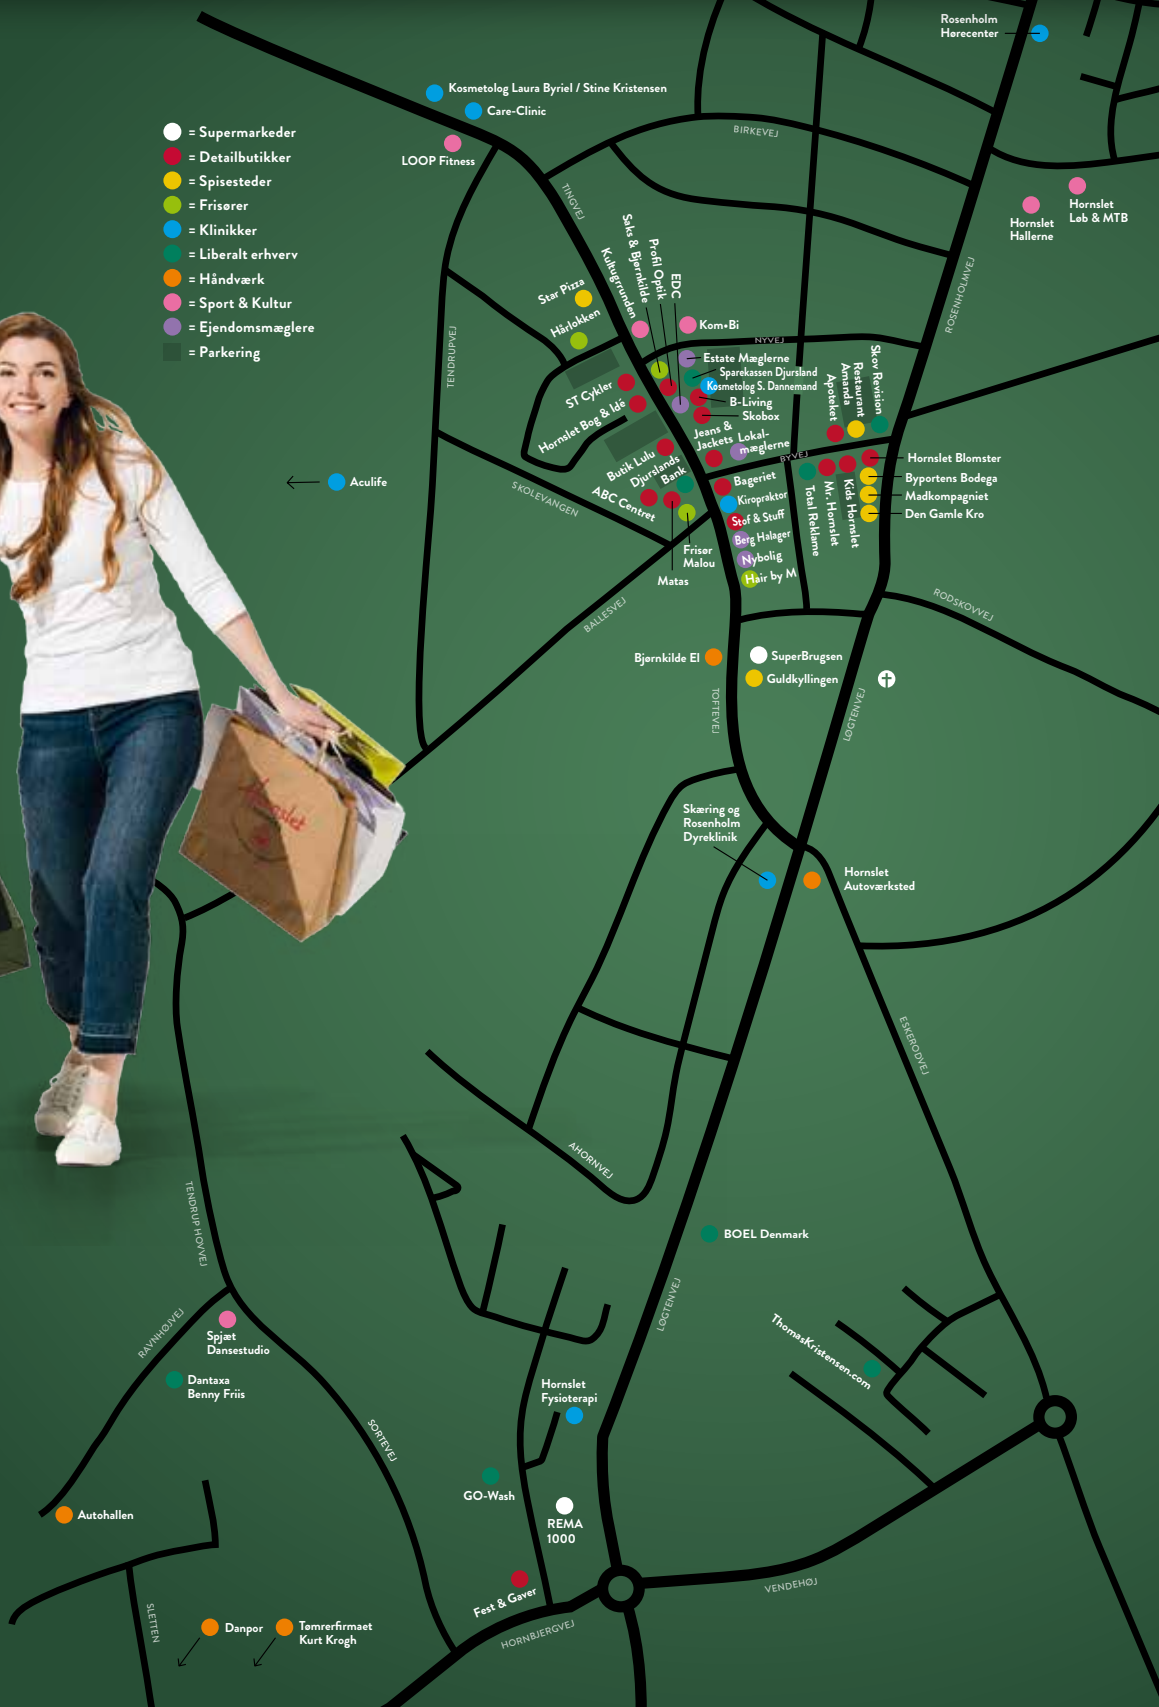 Rosenholm
Hørecenter
Kosmetolog Laura Byriel / Stine Kristensen
Care-Clinic
LOOP Fitness
= Supermarkeder
= Detailbutikker
= Spisesteder
= Frisører
= Klinikker
= Liberalt erhverv
= Håndværk
= Sport & Kultur
= Ejendomsmæglere
= Parkering
BIRKEVEJ
TINGVEJ
Hornslet
Løb & MTB
Hornslet
Hallerne
ROSENHOLMVEJ
TENDRUPVEJ
Star Pizza
Hårlokken
Kulturrunden
Saks & Bjørnkilde
Profil Optik
EDC
Kom•Bi
NYVEJ
Estate Mæglerne
Sparekassen Djursland
Kosmetolog S. Dannemand
B-Living
Skobox
ST Cykler
Hornslet Bog & Idé
Jeans &
Jackets
Lokal-
mæglerne
Apoteket
Restaurant
Amanda
Skov Revision
BYVEJ
Butik Lulu
Djurslands
Bank
ABC Centret
Hornslet Blomster
Byportens Bodega
Madkompagniet
Den Gamle Kro
Total Reklame
Mr. Hornslet
Kids Hornslet
Bageriet
Kiropraktor
Stof & Stuff
Berg Halager
Nybolig
Hair by M
Frisør
Malou
Matas
Aculife
SKOLEVANGEN
BALLESVEJ
RODSKOVVEJ
Bjørnkilde El
SuperBrugsen
Guldkyllingen
TOFTEVEJ
LØGTENVEJ
Hornslet
Skæring og
Rosenholm
Dyreklinik
Hornslet
Autoværksted
ESKERODVEJ
AHORNVEJ
TENDRUP HOVVEJ
BOEL Denmark
LØGTENVEJ
RAVNHØJVEJ
Spjæt
Dansestudio
Dantaxa
Benny Friis
ThomasKristensen.com
Hornslet
Fysioterapi
SORTEVEJ
GO-Wash
REMA
1000
Autohallen
Fest & Gaver
VENDEHØJ
HORNBJERGVEJ
SLETTEN
Danpor
Tømrerfirmaet
Kurt Krogh